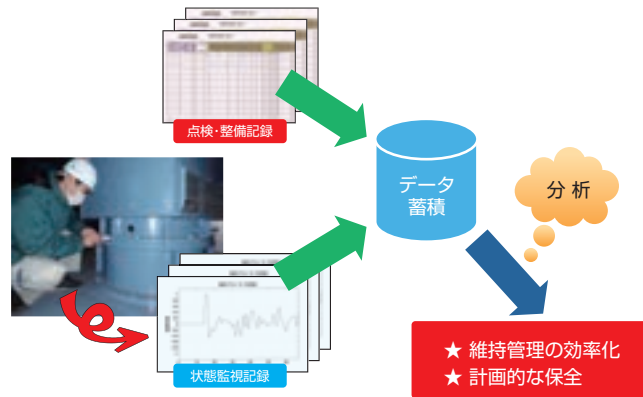 点検・整備記録
データ
蓄積
分析
状態監視記録
★ 維持管理の効率化
★ 計画的な保全